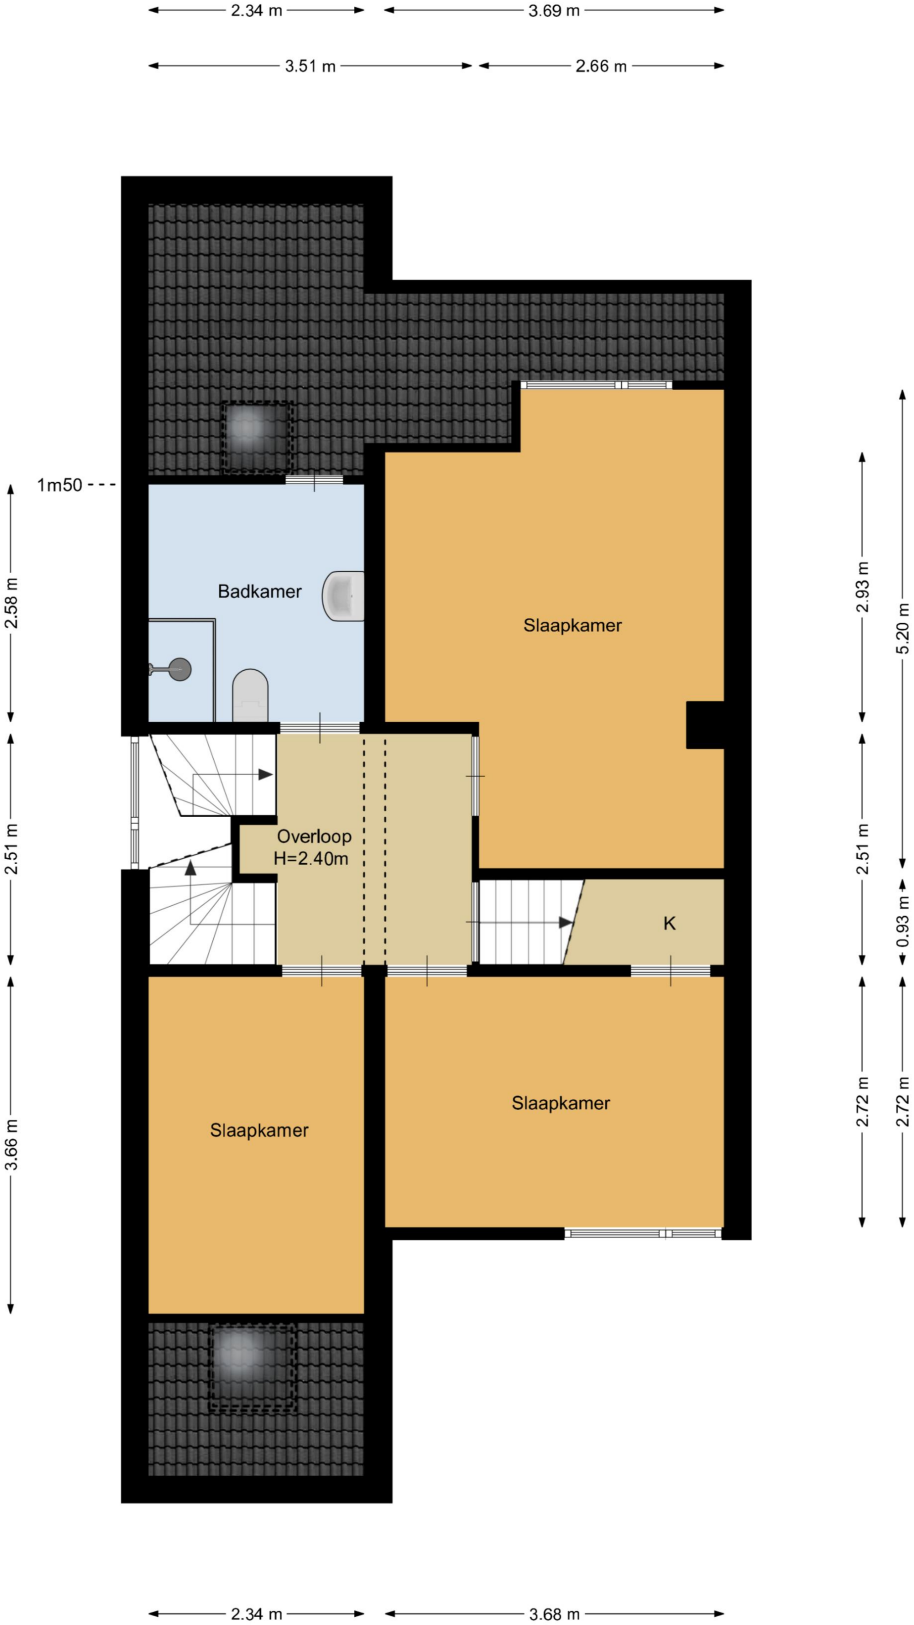 2.34 m
3.69 m
3.51 m
2.66 m
1m50
2.58 m
Badkamer
Slaapkamer
2.93 m
5.20 m
2.51 m
Overloop
H=2.40m
2.51 m
K
0.93 m
3.66 m
Slaapkamer
Slaapkamer
2.72 m
2.72 m
2.34 m
3.68 m